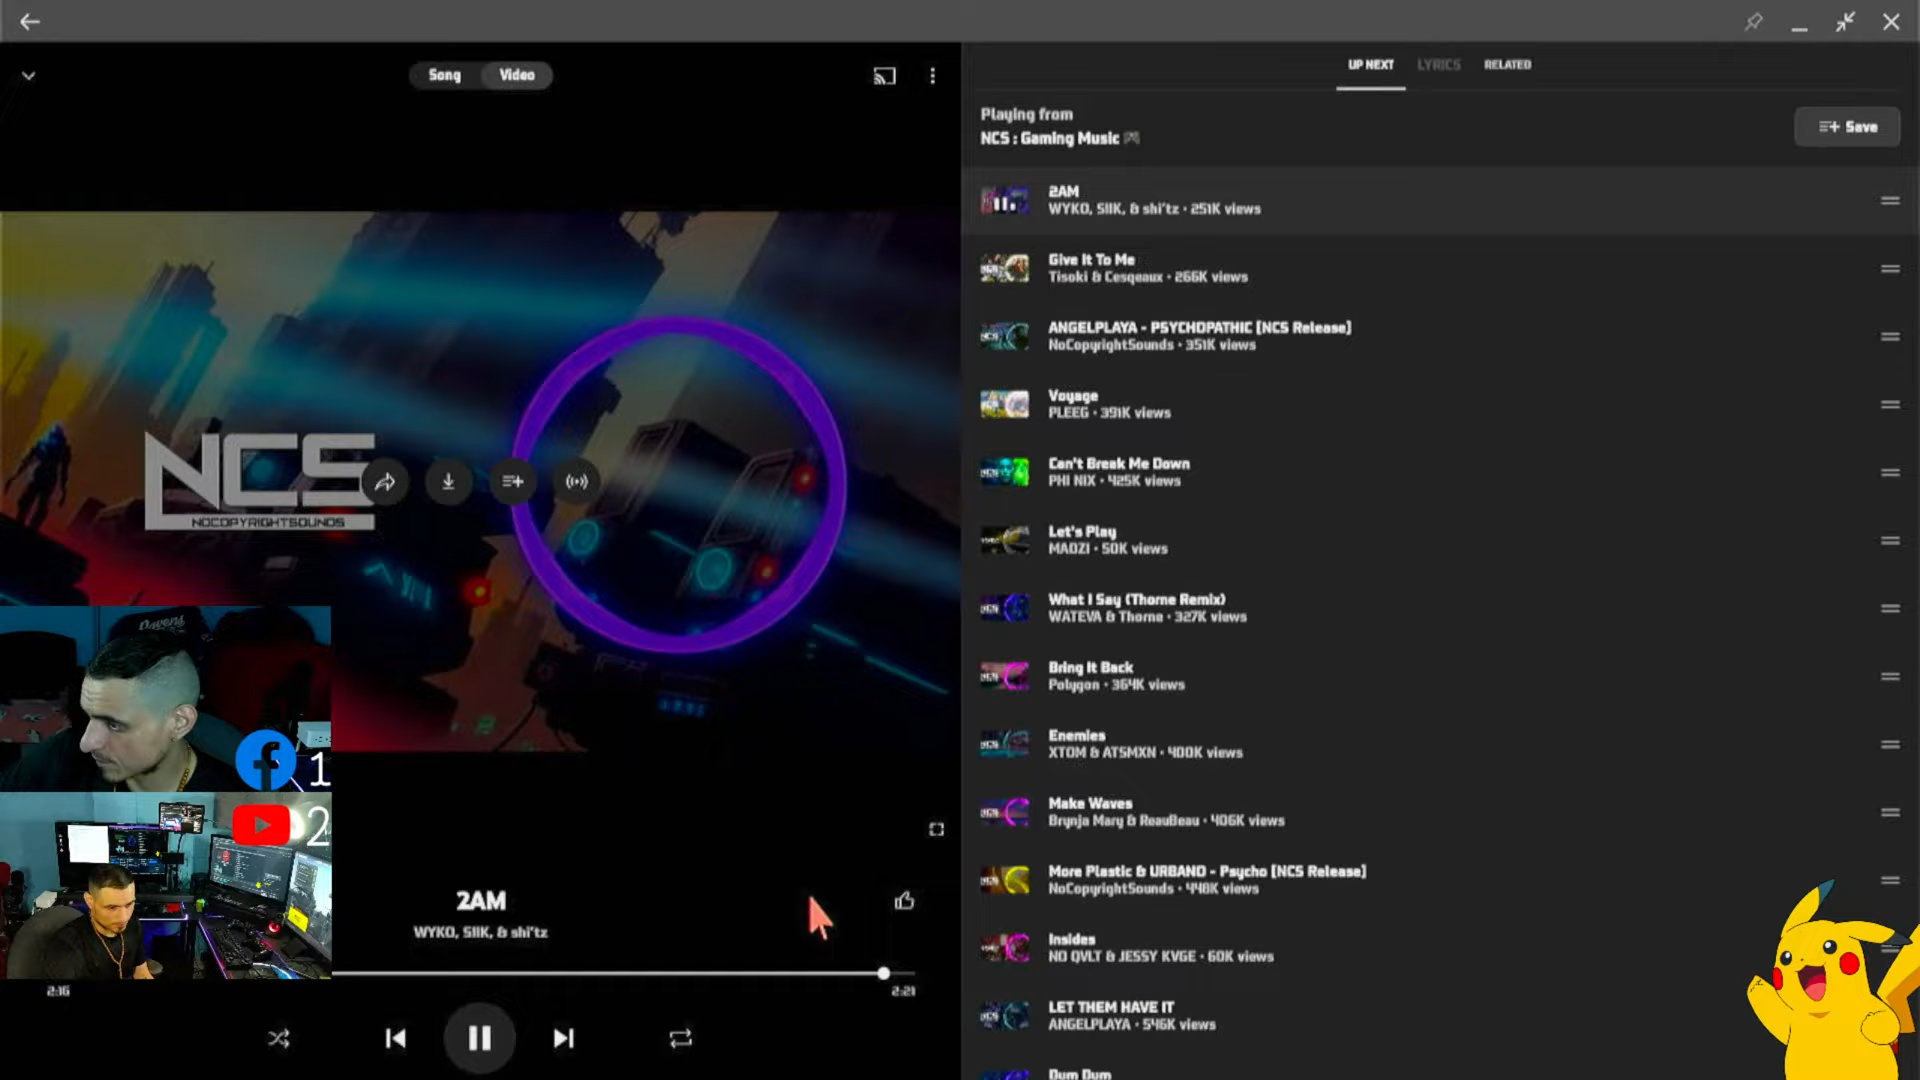 Song
Video
UP NEXT
LYRICS
RELATED
Playing from
NCS : Gaming Music 🎮
Save
2AM
WYKO, SIIK, & shi'tz • 251K views
Give It To Me
Tisoki & Cesqeaux • 266K views
ANGELPLAYA - PSYCHOPATHIC [NCS Release]
NoCopyrightSounds • 351K views
Voyage
PLEEG • 391K views
Can't Break Me Down
PHI NIX • 425K views
Let's Play
MADZI • 50K views
What I Say (Thorne Remix)
WATEVA & Thorne • 327K views
Bring It Back
Polygon • 364K views
Enemies
XTOM & ATSMXN • 400K views
Make Waves
Brynja Mary & ReauBeau • 406K views
More Plastic & URBANO - Psycho [NCS Release]
NoCopyrightSounds • 448K views
Insides
NO QVLT & JESSY KVGE • 60K views
LET THEM HAVE IT
ANGELPLAYA • 546K views
Dum Dum
NCS
NOCOPYRIGHTSOUNDS
Ravens
1
2
2AM
WYKO, SIIK, & shi'tz
2:16
2:21